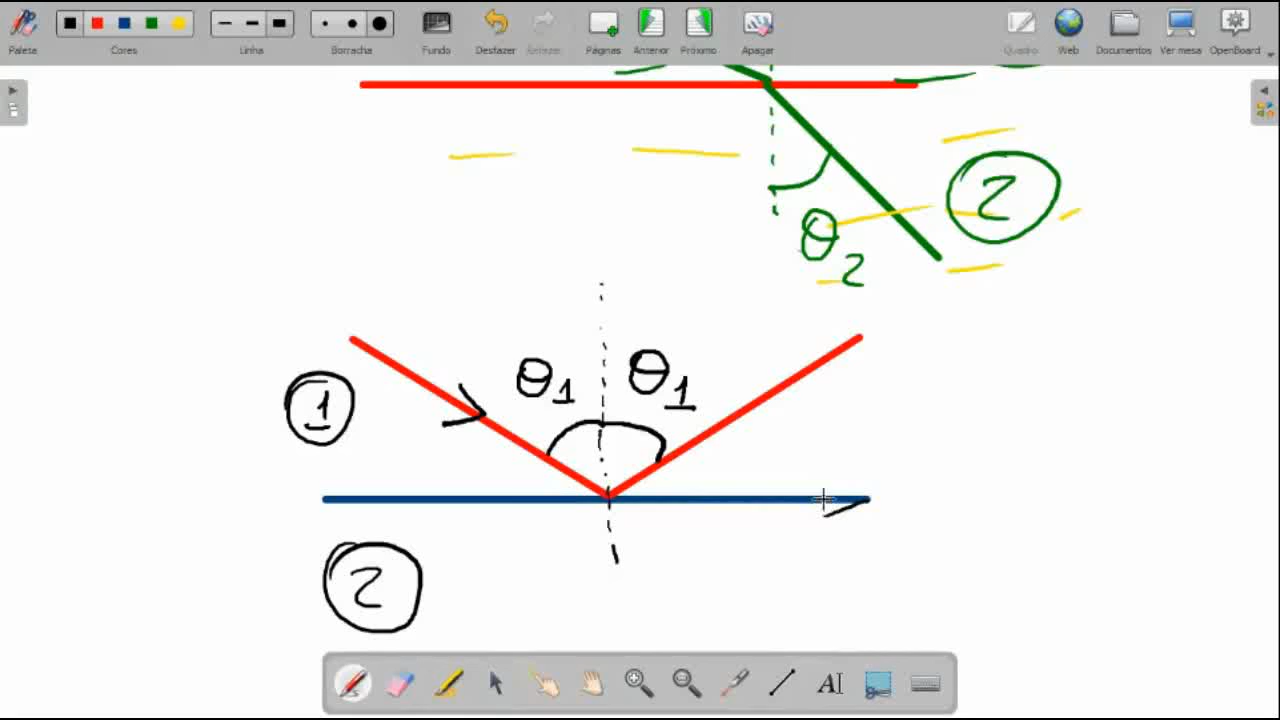 Paleta Cores Linha Borracha Fundo Desfazer Refazer Páginas Anterior Próximo Apagar Quadro Web Documentos Ver mesa OpenBoard
2
θ2
θ1 θ1
1
2
AI